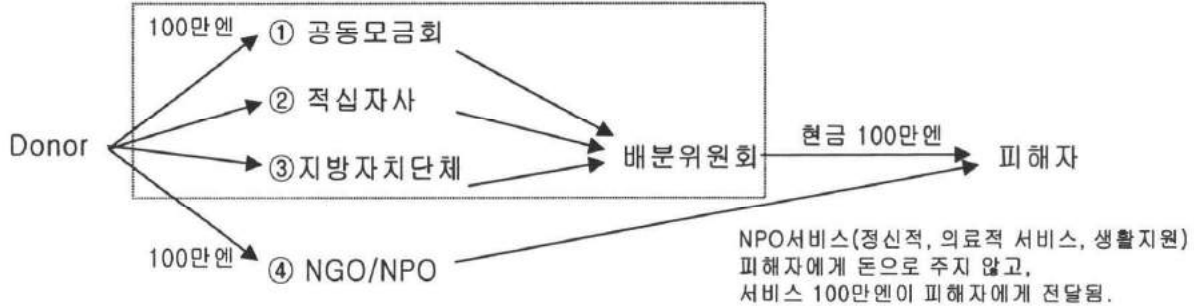 100만엔
① 공동모금회
② 적십자사
Donor
③지방자치단체
배분위원회
현금 100만엔
피해자
100만엔
④ NGO/NPO
NPO서비스(정신적, 의료적 서비스, 생활지원)
피해자에게 돈으로 주지 않고,
서비스 100만엔이 피해자에게 전달됨.